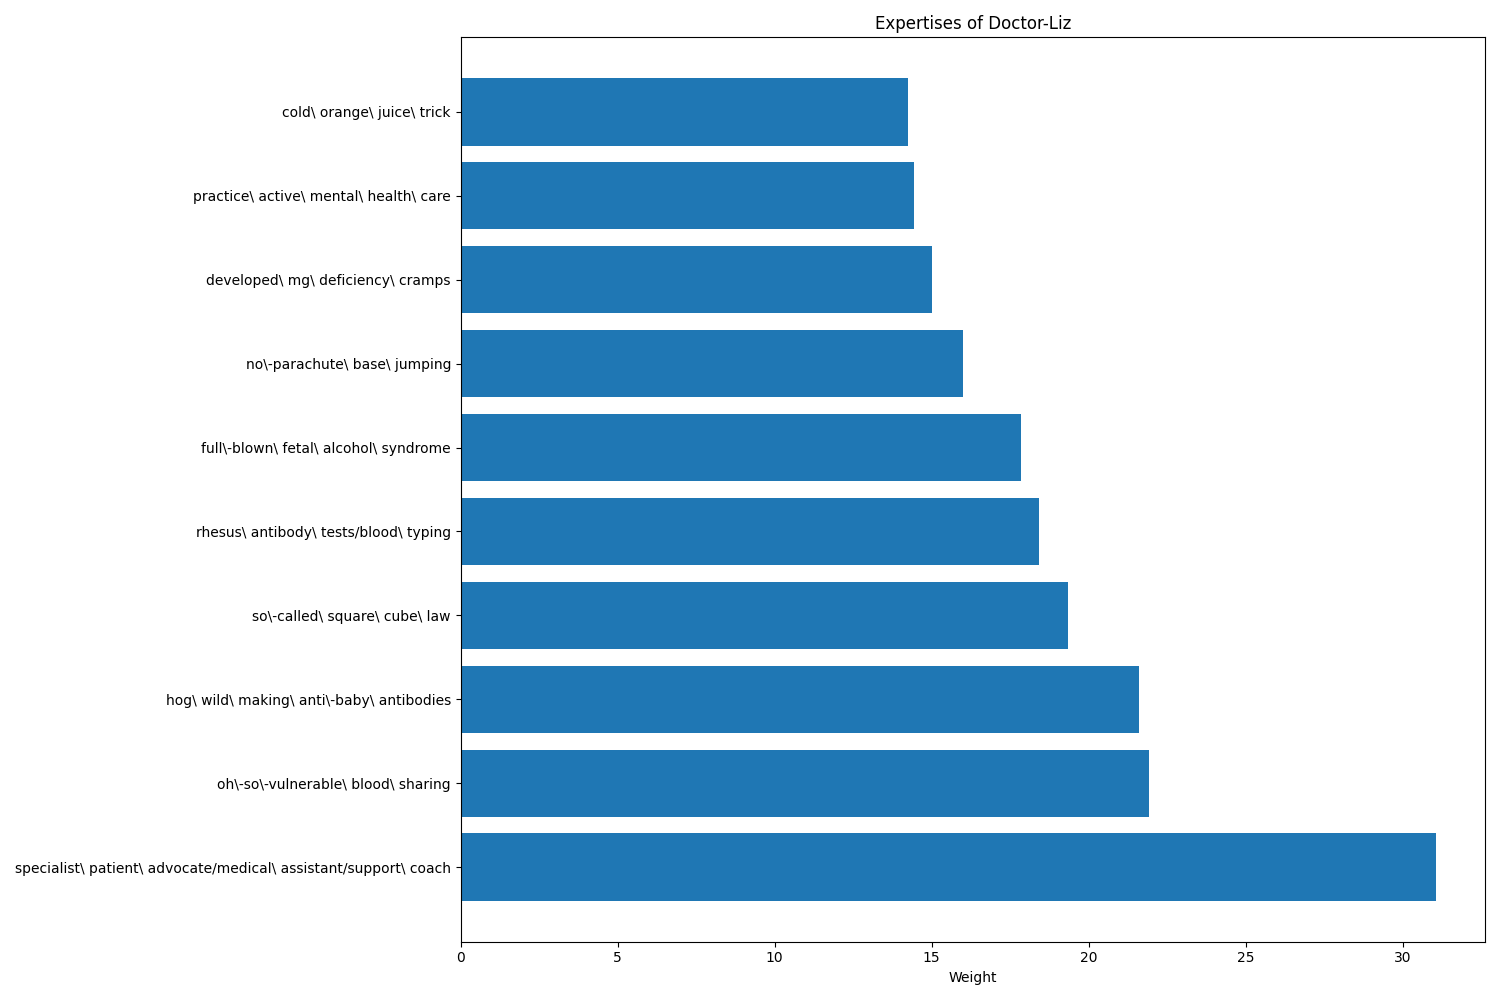 Expertises of Doctor-Liz
cold\ orange\ juice\ trick
practice\ active\ mental\ health\ care
developed\ mg\ deficiency\ cramps
no\-parachute\ base\ jumping
full\-blown\ fetal\ alcohol\ syndrome
rhesus\ antibody\ tests/blood\ typing
so\-called\ square\ cube\ law
hog\ wild\ making\ anti\-baby\ antibodies
oh\-so\-vulnerable\ blood\ sharing
specialist\ patient\ advocate/medical\ assistant/support\ coach
0 5 10 15 20 25 30
Weight